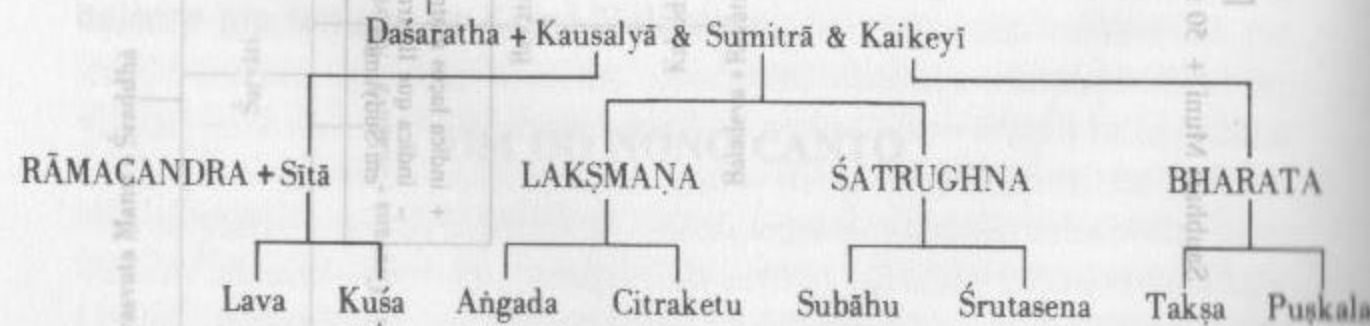 Daśaratha + Kausalyā & Sumitrā & Kaikeyī
RĀMACANDRA + Sītā LAKṢMAṆA ŚATRUGHNA BHARATA
Lava Kuśa Aṅgada Citraketu Subāhu Śrutasena Takṣa Puṣkala